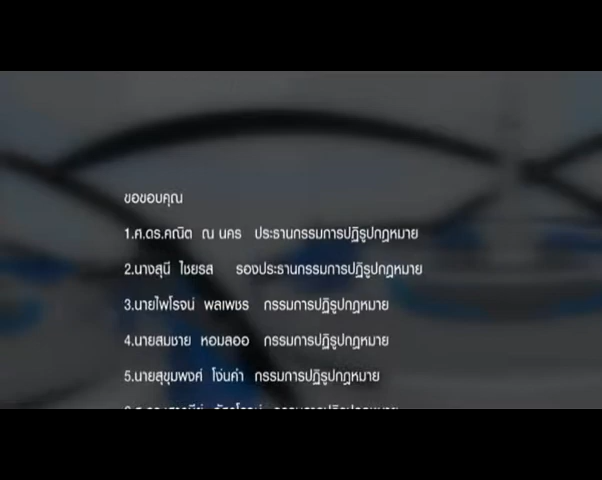 ขอขอบคุณ
1.ศ.ดร.คณิต ณ นคร ประธานกรรมการปฏิรูปกฎหมาย
2.นางสุนี ไชยรส รองประธานกรรมการปฏิรูปกฎหมาย
3.นายไพโรจน์ พลเพชร กรรมการปฏิรูปกฎหมาย
4.นายสมชาย หอมลออ กรรมการปฏิรูปกฎหมาย
5.นายสุขุมพงศ์ โง่นคำ กรรมการปฏิรูปกฎหมาย